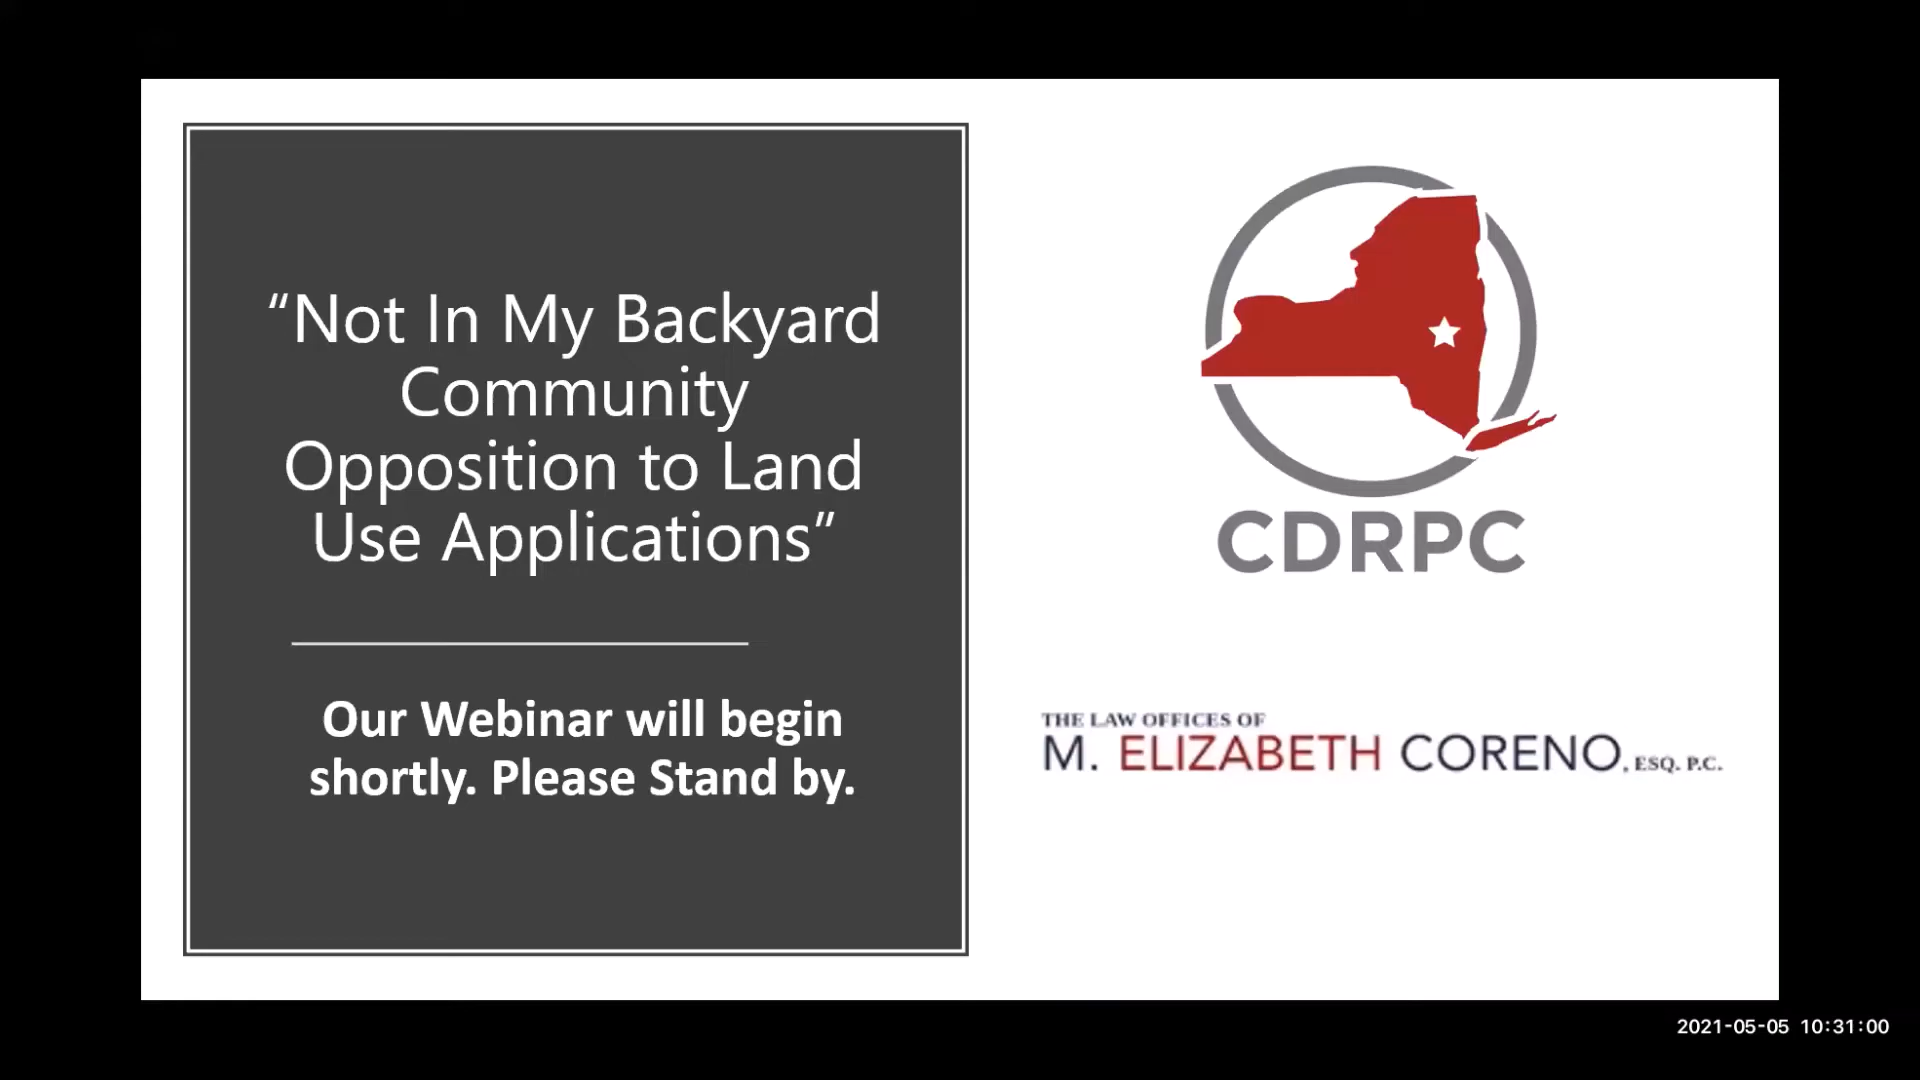 “Not In My Backyard
Community
Opposition to Land
Use Applications”
Our Webinar will begin
shortly. Please Stand by.
CDRPC
THE LAW OFFICES OF
M. ELIZABETH CORENO, ESQ. P.C.
2021-05-05 10:31:00